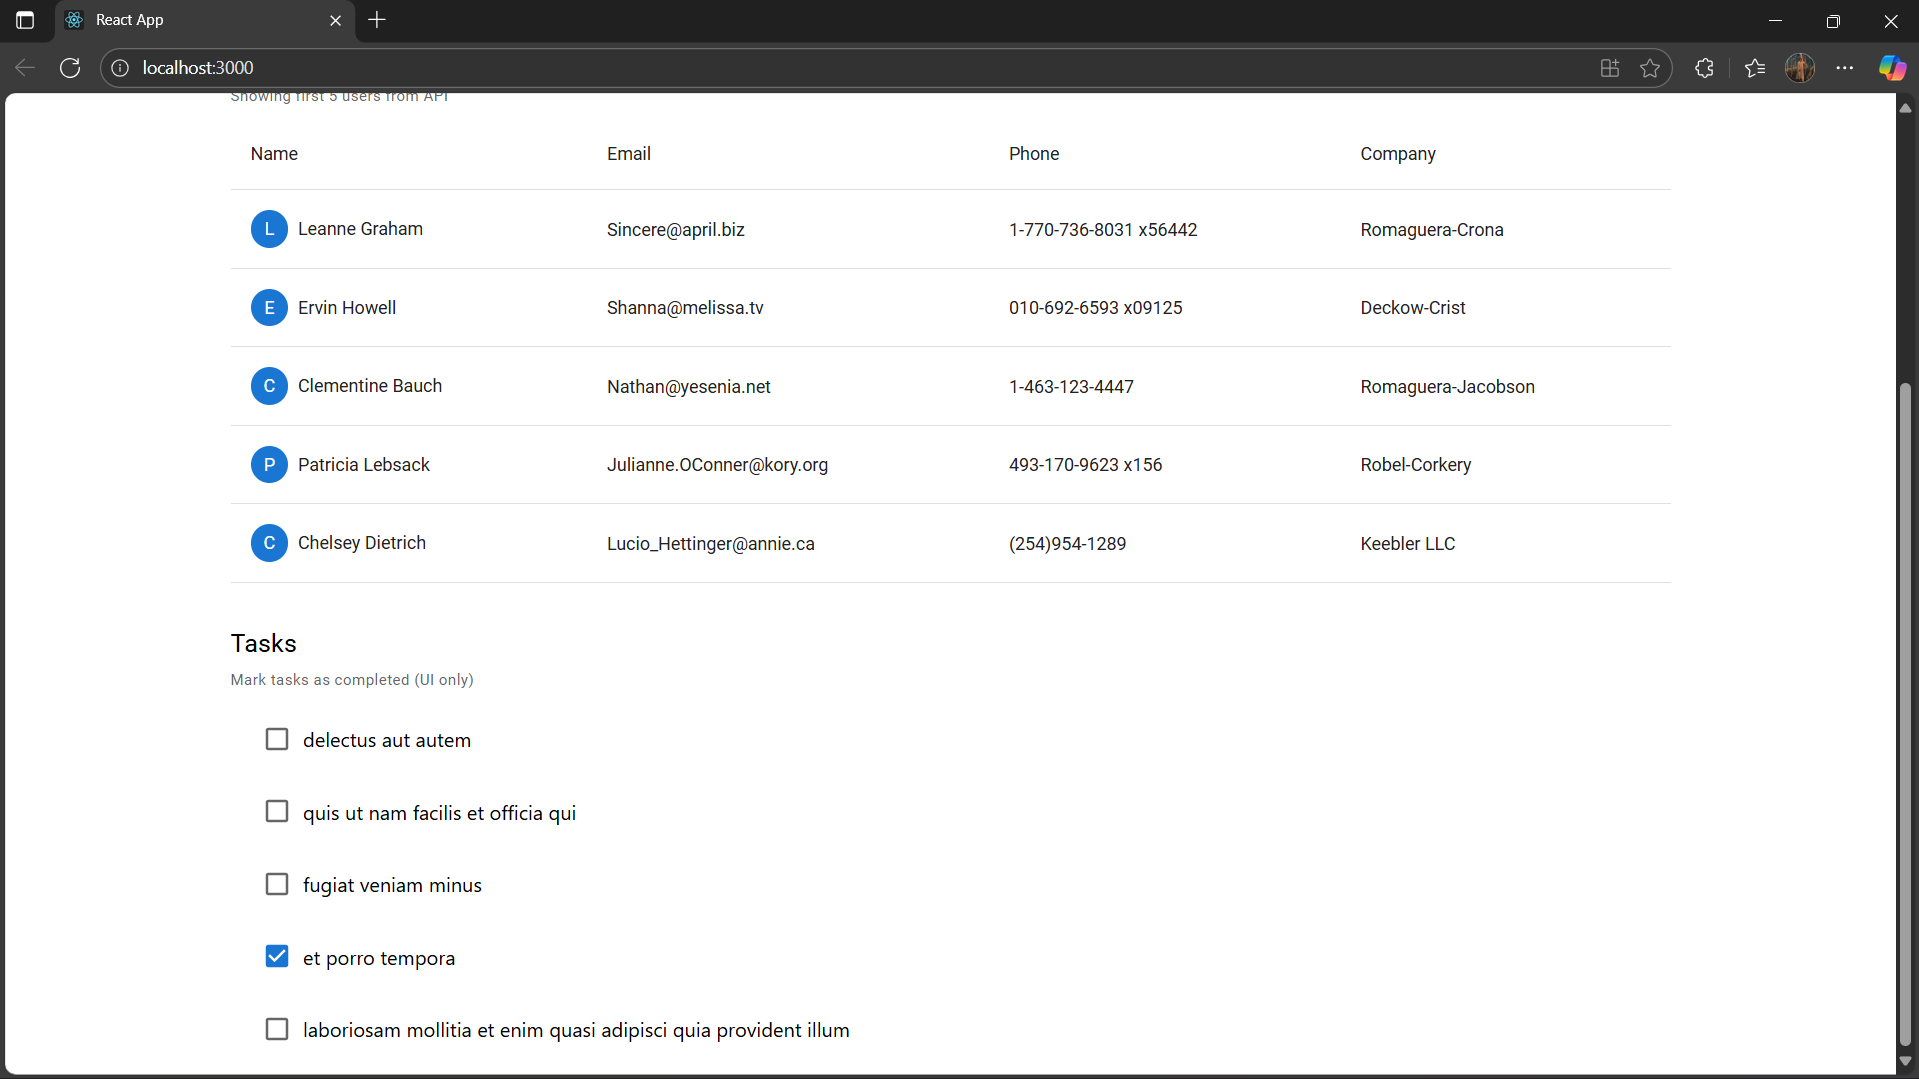 React App
localhost:3000
Showing first 5 users from API
Name Email Phone Company
L Leanne Graham Sincere@april.biz 1-770-736-8031 x56442 Romaguera-Crona
E Ervin Howell Shanna@melissa.tv 010-692-6593 x09125 Deckow-Crist
C Clementine Bauch Nathan@yesenia.net 1-463-123-4447 Romaguera-Jacobson
P Patricia Lebsack Julianne.OConner@kory.org 493-170-9623 x156 Robel-Corkery
C Chelsey Dietrich Lucio_Hettinger@annie.ca (254)954-1289 Keebler LLC
Tasks
Mark tasks as completed (UI only)
delectus aut autem
quis ut nam facilis et officia qui
fugiat veniam minus
et porro tempora
laboriosam mollitia et enim quasi adipisci quia provident illum